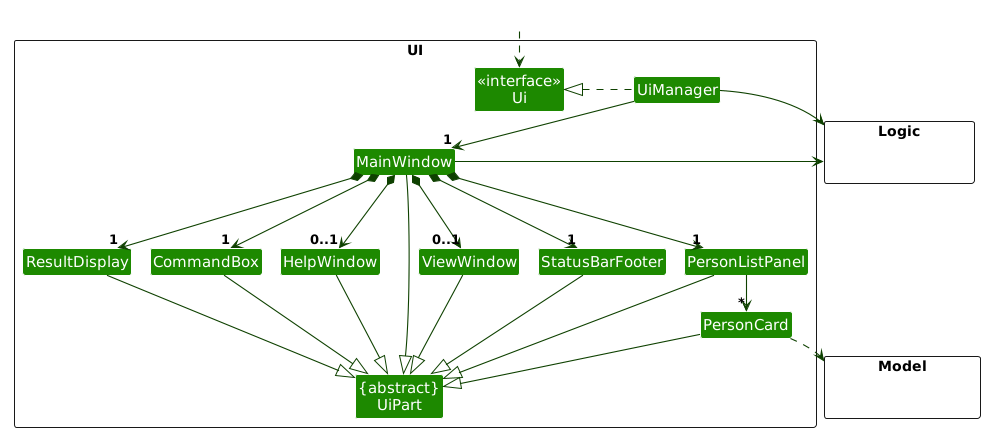 UI
«interface»
Ui
UiManager
Logic
1
MainWindow
1
1
0..1
0..1
1
1
ResultDisplay
CommandBox
HelpWindow
ViewWindow
StatusBarFooter
PersonListPanel
*
PersonCard
Model
{abstract}
UiPart